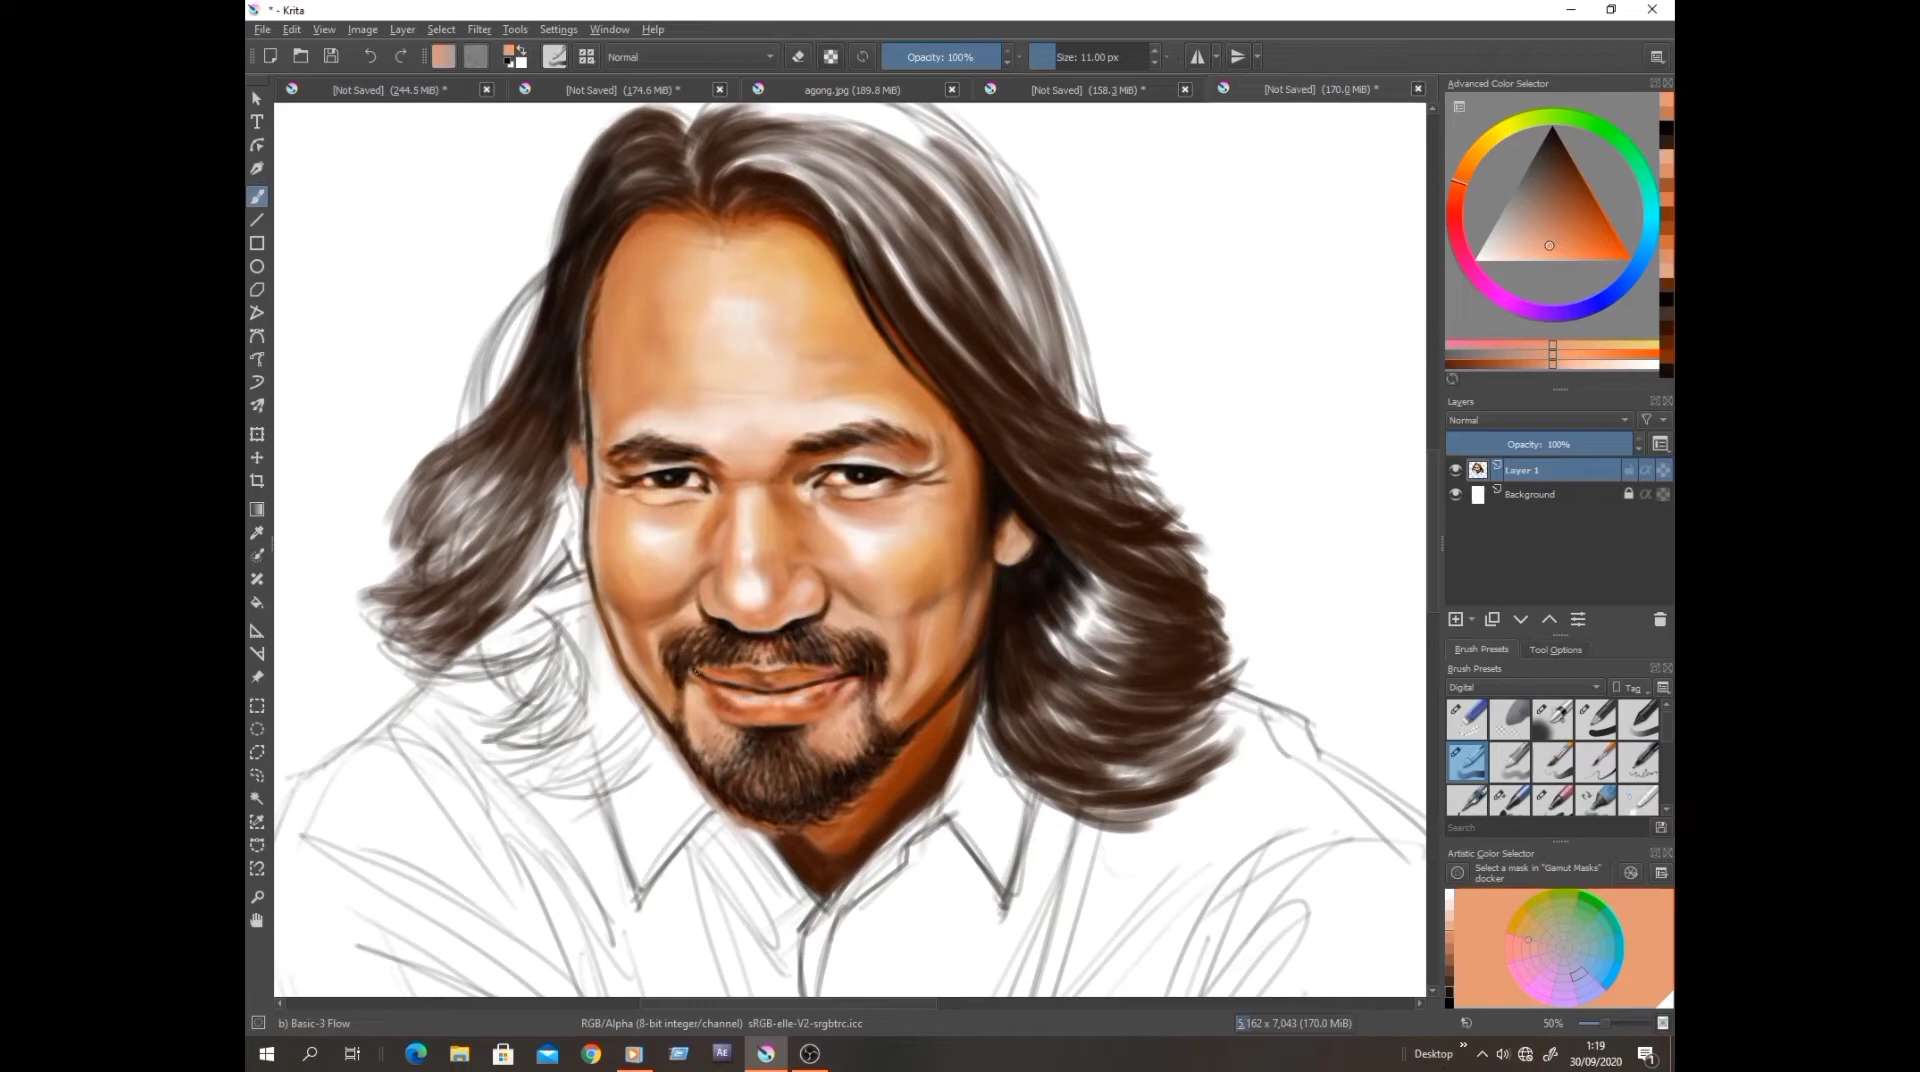 * - Krita
File Edit View Image Layer Select Filter Tools Settings Window Help
Normal Opacity: 100% Size: 11.00 px
[Not Saved] (244.5 MiB) * [Not Saved] (174.6 MiB) * agong.jpg (189.8 MiB) [Not Saved] (158.3 MiB) * [Not Saved] (170.0 MiB) *
Advanced Color Selector
Layers
Normal
Opacity: 100%
Layer 1
Background
Brush Presets Tool Options
Brush Presets
Digital Tag
Search
Artistic Color Selector
Select a mask in "Gamut Masks"
docker
b) Basic-3 Flow RGB/Alpha (8-bit integer/channel) sRGB-elle-V2-srgbtrc.icc 5,162 x 7,043 (170.0 MiB) 50%
Ae Desktop 1:19
30/09/2020 1